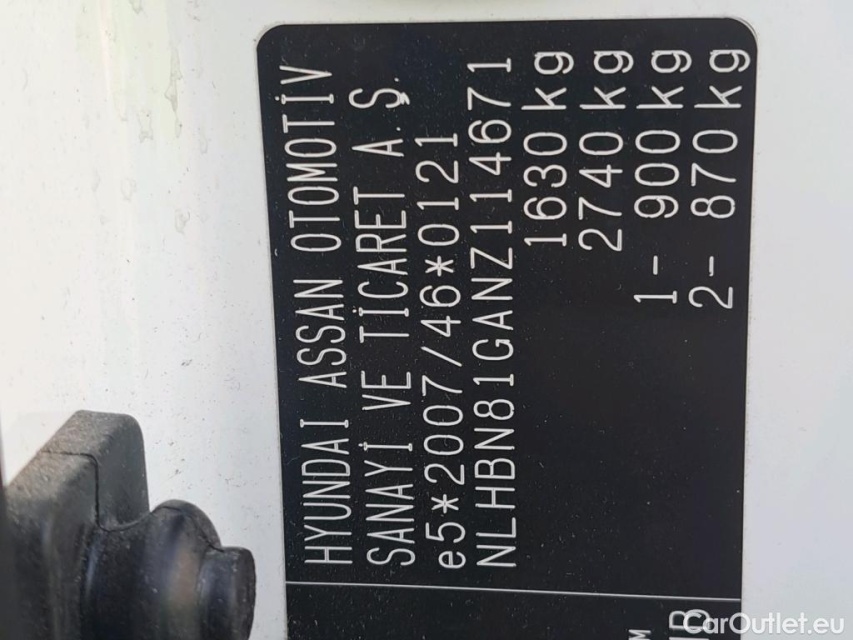 HYUNDAI ASSAN OTOMOTİV
SANAYİ VE TİCARET A.Ş.
e5*2007/46*0121
NLHBN81GANZ114671
1630 kg
2740 kg
1- 900 kg
2- 870 kg
CarOutlet.eu